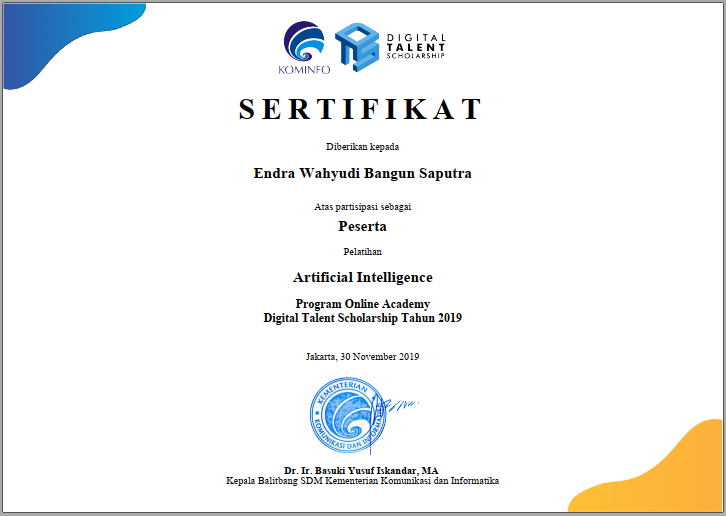 KOMINFO
DIGITAL
TALENT
SCHOLARSHIP
SERTIFIKAT
Diberikan kepada
Endra Wahyudi Bangun Saputra
Atas partisipasi sebagai
Peserta
Pelatihan
Artificial Intelligence
Program Online Academy
Digital Talent Scholarship Tahun 2019
Jakarta, 30 November 2019
KEMENTERIAN
KOMUNIKASI DAN INFORMATIKA
Dr. Ir. Basuki Yusuf Iskandar, MA
Kepala Balitbang SDM Kementerian Komunikasi dan Informatika